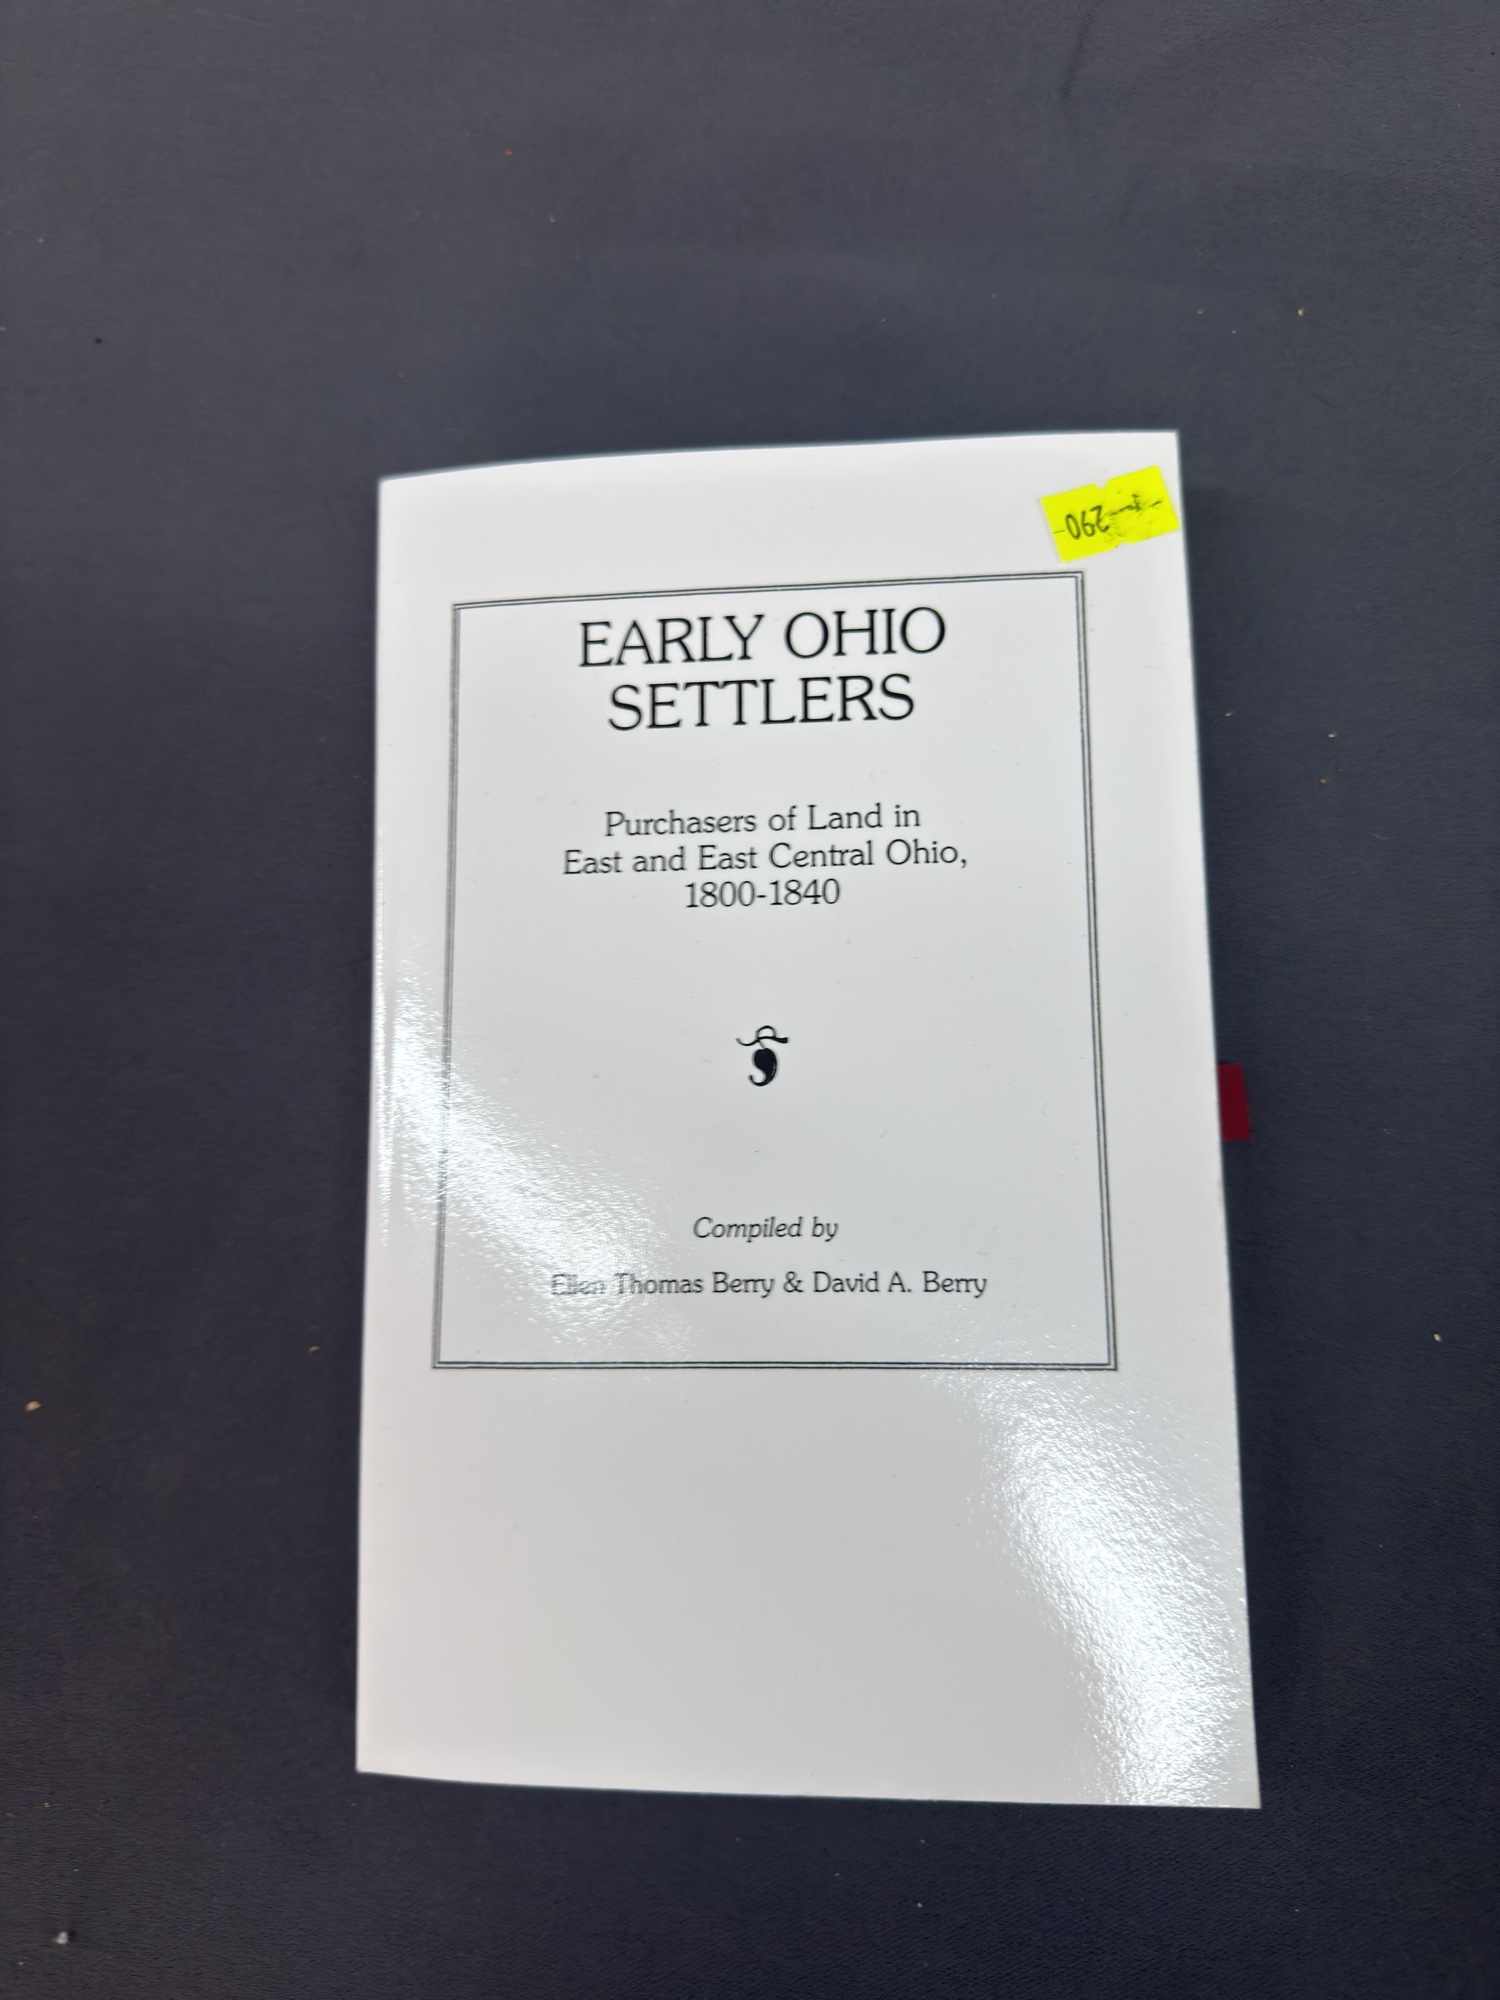 290
EARLY OHIO
SETTLERS
Purchasers of Land in
East and East Central Ohio,
1800-1840
Compiled by
Ellen Thomas Berry & David A. Berry